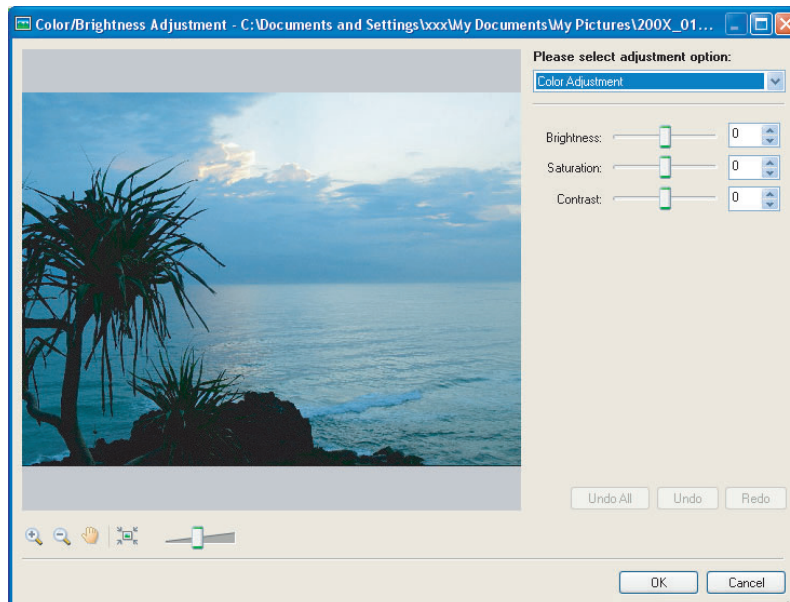 Color/Brightness Adjustment - C:\Documents and Settings\xxx\My Documents\My Pictures\200X_01...
Please select adjustment option:
Color Adjustment
Brightness: 0
Saturation: 0
Contrast: 0
Undo All Undo Redo
OK Cancel